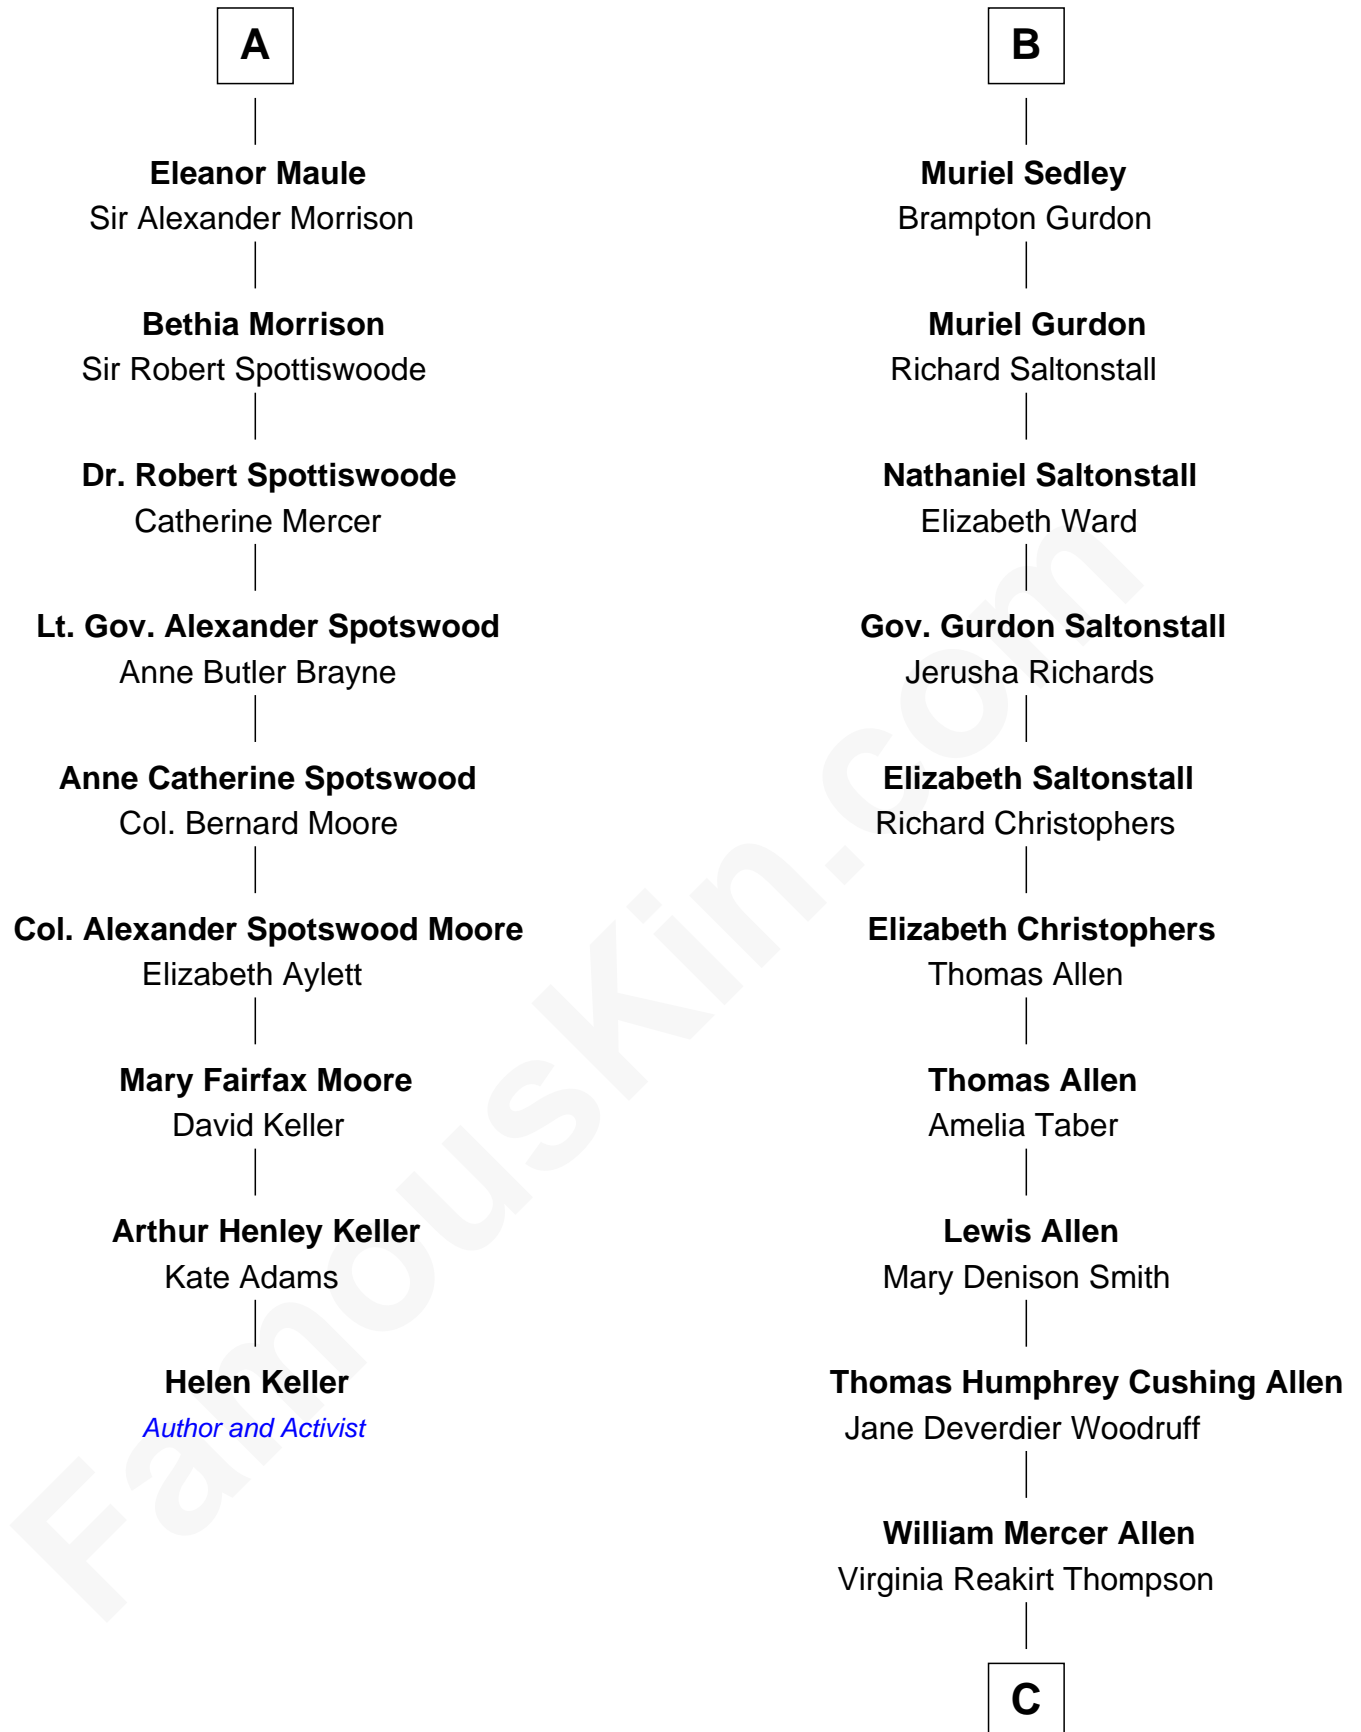 A
Eleanor Maule
Sir Alexander Morrison
Bethia Morrison
Sir Robert Spottiswoode
Dr. Robert Spottiswoode
Catherine Mercer
Lt. Gov. Alexander Spotswood
Anne Butler Brayne
Anne Catherine Spotswood
Col. Bernard Moore
Col. Alexander Spotswood Moore
Elizabeth Aylett
Mary Fairfax Moore
David Keller
Arthur Henley Keller
Kate Adams
Helen Keller
Author and Activist
B
Muriel Sedley
Brampton Gurdon
Muriel Gurdon
Richard Saltonstall
Nathaniel Saltonstall
Elizabeth Ward
Gov. Gurdon Saltonstall
Jerusha Richards
Elizabeth Saltonstall
Richard Christophers
Elizabeth Christophers
Thomas Allen
Thomas Allen
Amelia Taber
Lewis Allen
Mary Denison Smith
Thomas Humphrey Cushing Allen
Jane Deverdier Woodruff
William Mercer Allen
Virginia Reakirt Thompson
C
FamousKin.com